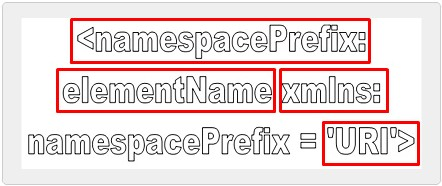 <namespacePrefix:
elementName xmlns:
namespacePrefix = 'URI'>